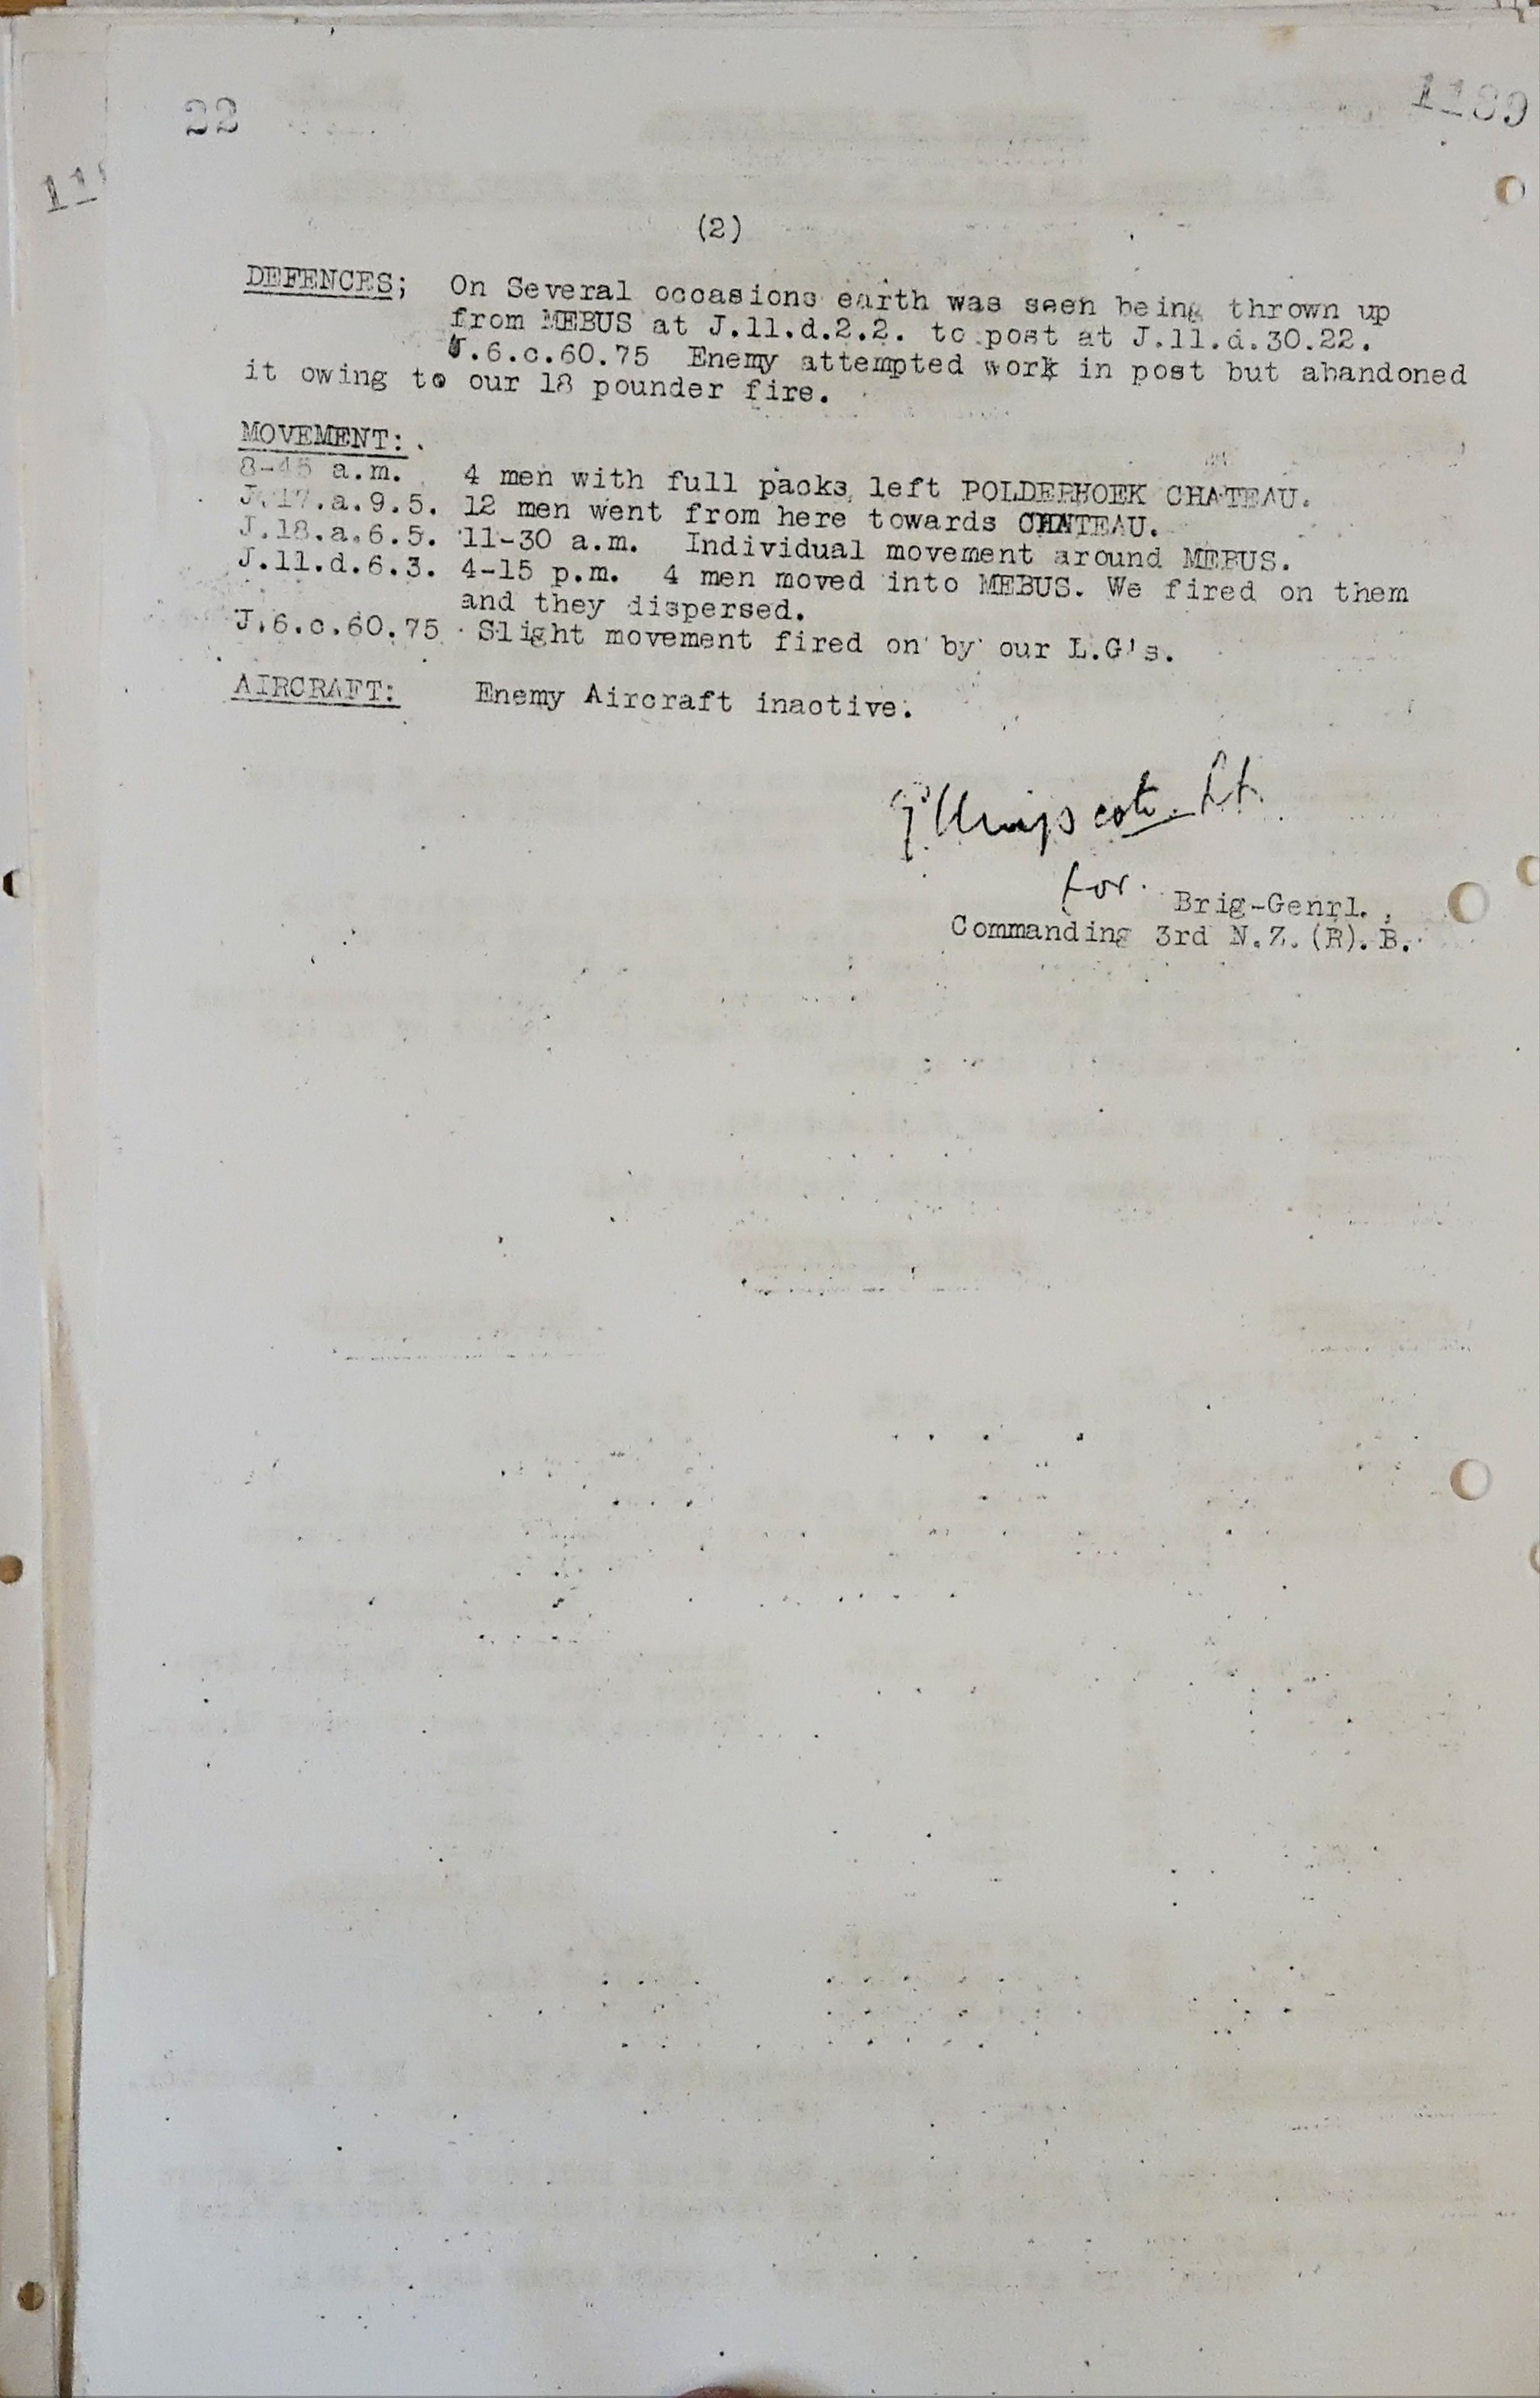 22
1189
11
(2)
DEFENCES; On Several occasions earth was seen being thrown up
from MEBUS at J.11.d.2.2. to post at J.11.d.30.22.
J.6.c.60.75 Enemy attempted work in post but abandoned
it owing to our 18 pounder fire.
MOVEMENT:.
8-45 a.m. 4 men with full packs left POLDERHOEK CHATEAU.
J.17.a.9.5. 12 men went from here towards CHATEAU.
J.18.a.6.5. 11-30 a.m. Individual movement around MEBUS.
J.11.d.6.3. 4-15 p.m. 4 men moved into MEBUS. We fired on them
and they dispersed.
J.6.c.60.75 Slight movement fired on by our L.G's.
AIRCRAFT: Enemy Aircraft inactive.
Lt.
for.
Brig-Genrl.
Commanding 3rd N.Z.(R).B.